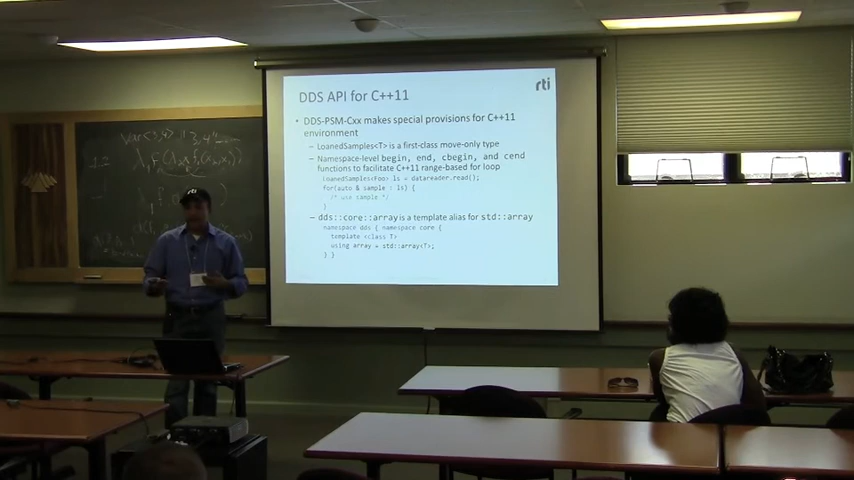 rti
DDS API for C++11
• DDS-PSM-Cxx makes special provisions for C++11
environment
– LoanedSamples<T> is a first-class move-only type
– Namespace-level begin, end, cbegin, and cend
functions to facilitate C++11 range-based for loop
LoanedSamples<Foo> ls = datareader.read();
for(auto & sample : ls) {
/* use sample */
}
– dds::core::array is a template alias for std::array
namespace dds { namespace core {
template <class T>
using array = std::array<T>;
} }